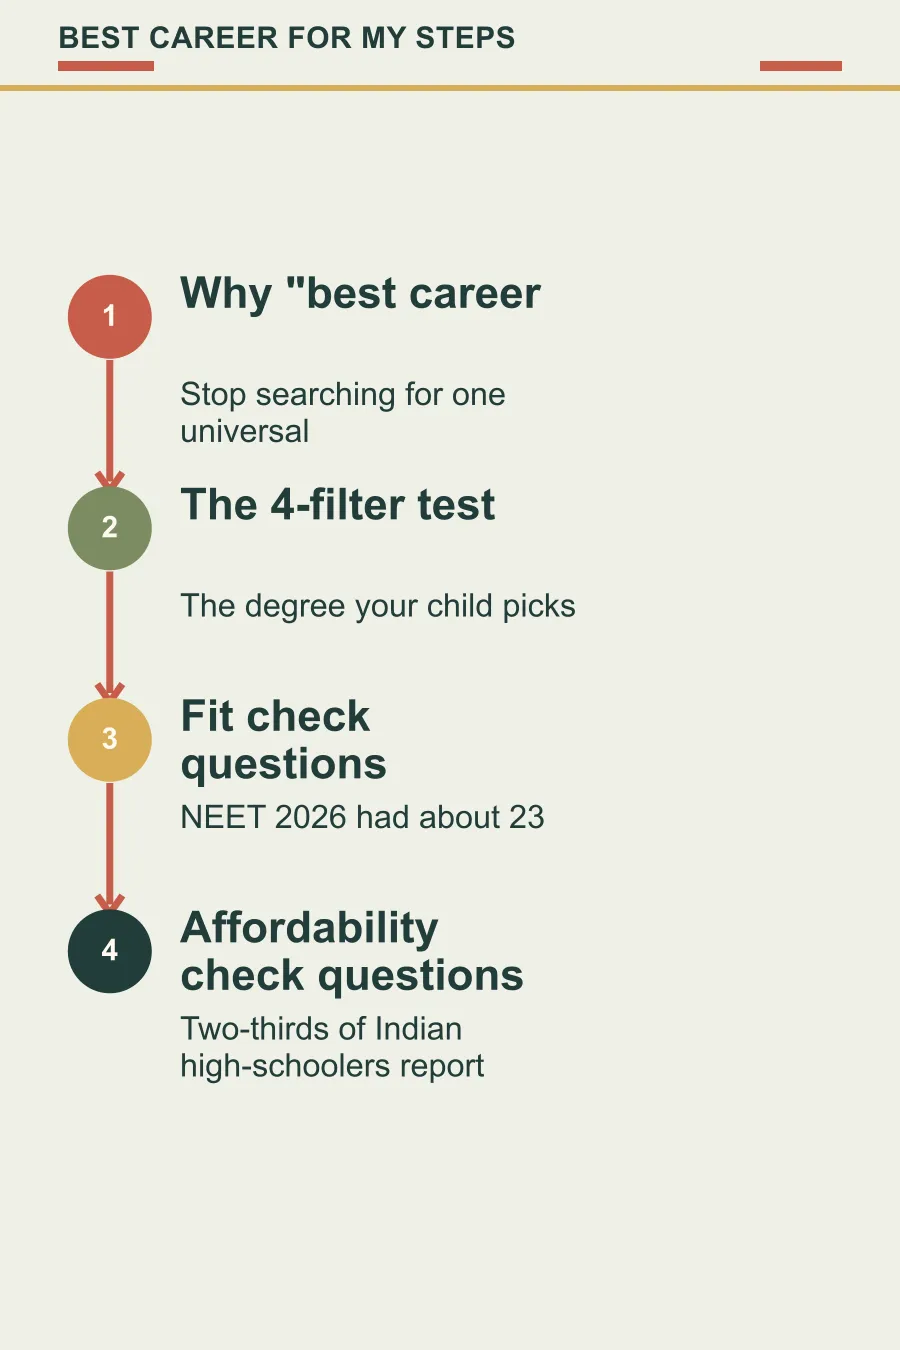 BEST CAREER FOR MY STEPS
1
Why "best career
Stop searching for one
universal
2
The 4-filter test
The degree your child picks
3
Fit check
questions
NEET 2026 had about 23
4
Affordability
check questions
Two-thirds of Indian
high-schoolers report